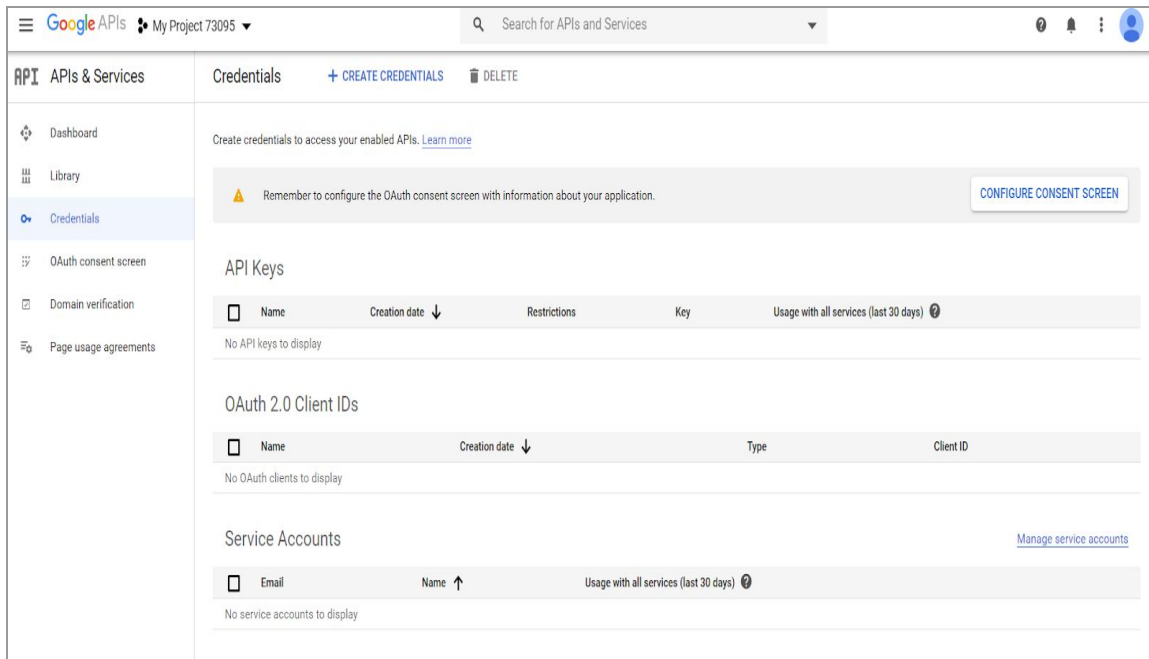 Google APIs My Project 73095 Search for APIs and Services
API APIs & Services Credentials + CREATE CREDENTIALS DELETE
Dashboard
Library
Credentials
OAuth consent screen
Domain verification
Page usage agreements
Create credentials to access your enabled APIs. Learn more
Remember to configure the OAuth consent screen with information about your application. CONFIGURE CONSENT SCREEN
API Keys
Name Creation date Restrictions Key Usage with all services (last 30 days)
No API keys to display
OAuth 2.0 Client IDs
Name Creation date Type Client ID
No OAuth clients to display
Service Accounts Manage service accounts
Email Name Usage with all services (last 30 days)
No service accounts to display